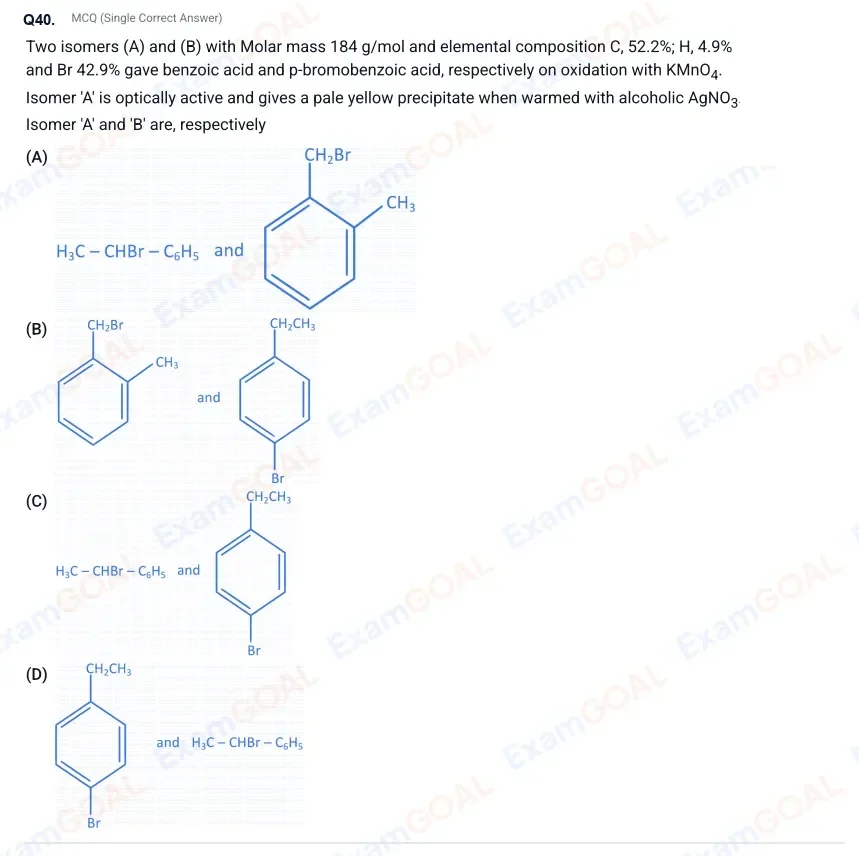 Q40. MCQ (Single Correct Answer)
Two isomers (A) and (B) with Molar mass 184 g/mol and elemental composition C, 52.2%; H, 4.9%
and Br 42.9% gave benzoic acid and p-bromobenzoic acid, respectively on oxidation with KMnO₄.
Isomer 'A' is optically active and gives a pale yellow precipitate when warmed with alcoholic AgNO₃.
Isomer 'A' and 'B' are, respectively
(A)
CH₂Br
CH₃
H₃C – CHBr – C₆H₅ and
(B)
CH₂Br
CH₃
and
CH₂CH₃
Br
(C)
CH₂CH₃
H₃C – CHBr – C₆H₅ and
Br
(D)
CH₂CH₃
and H₃C – CHBr – C₆H₅
Br
ExamGOAL